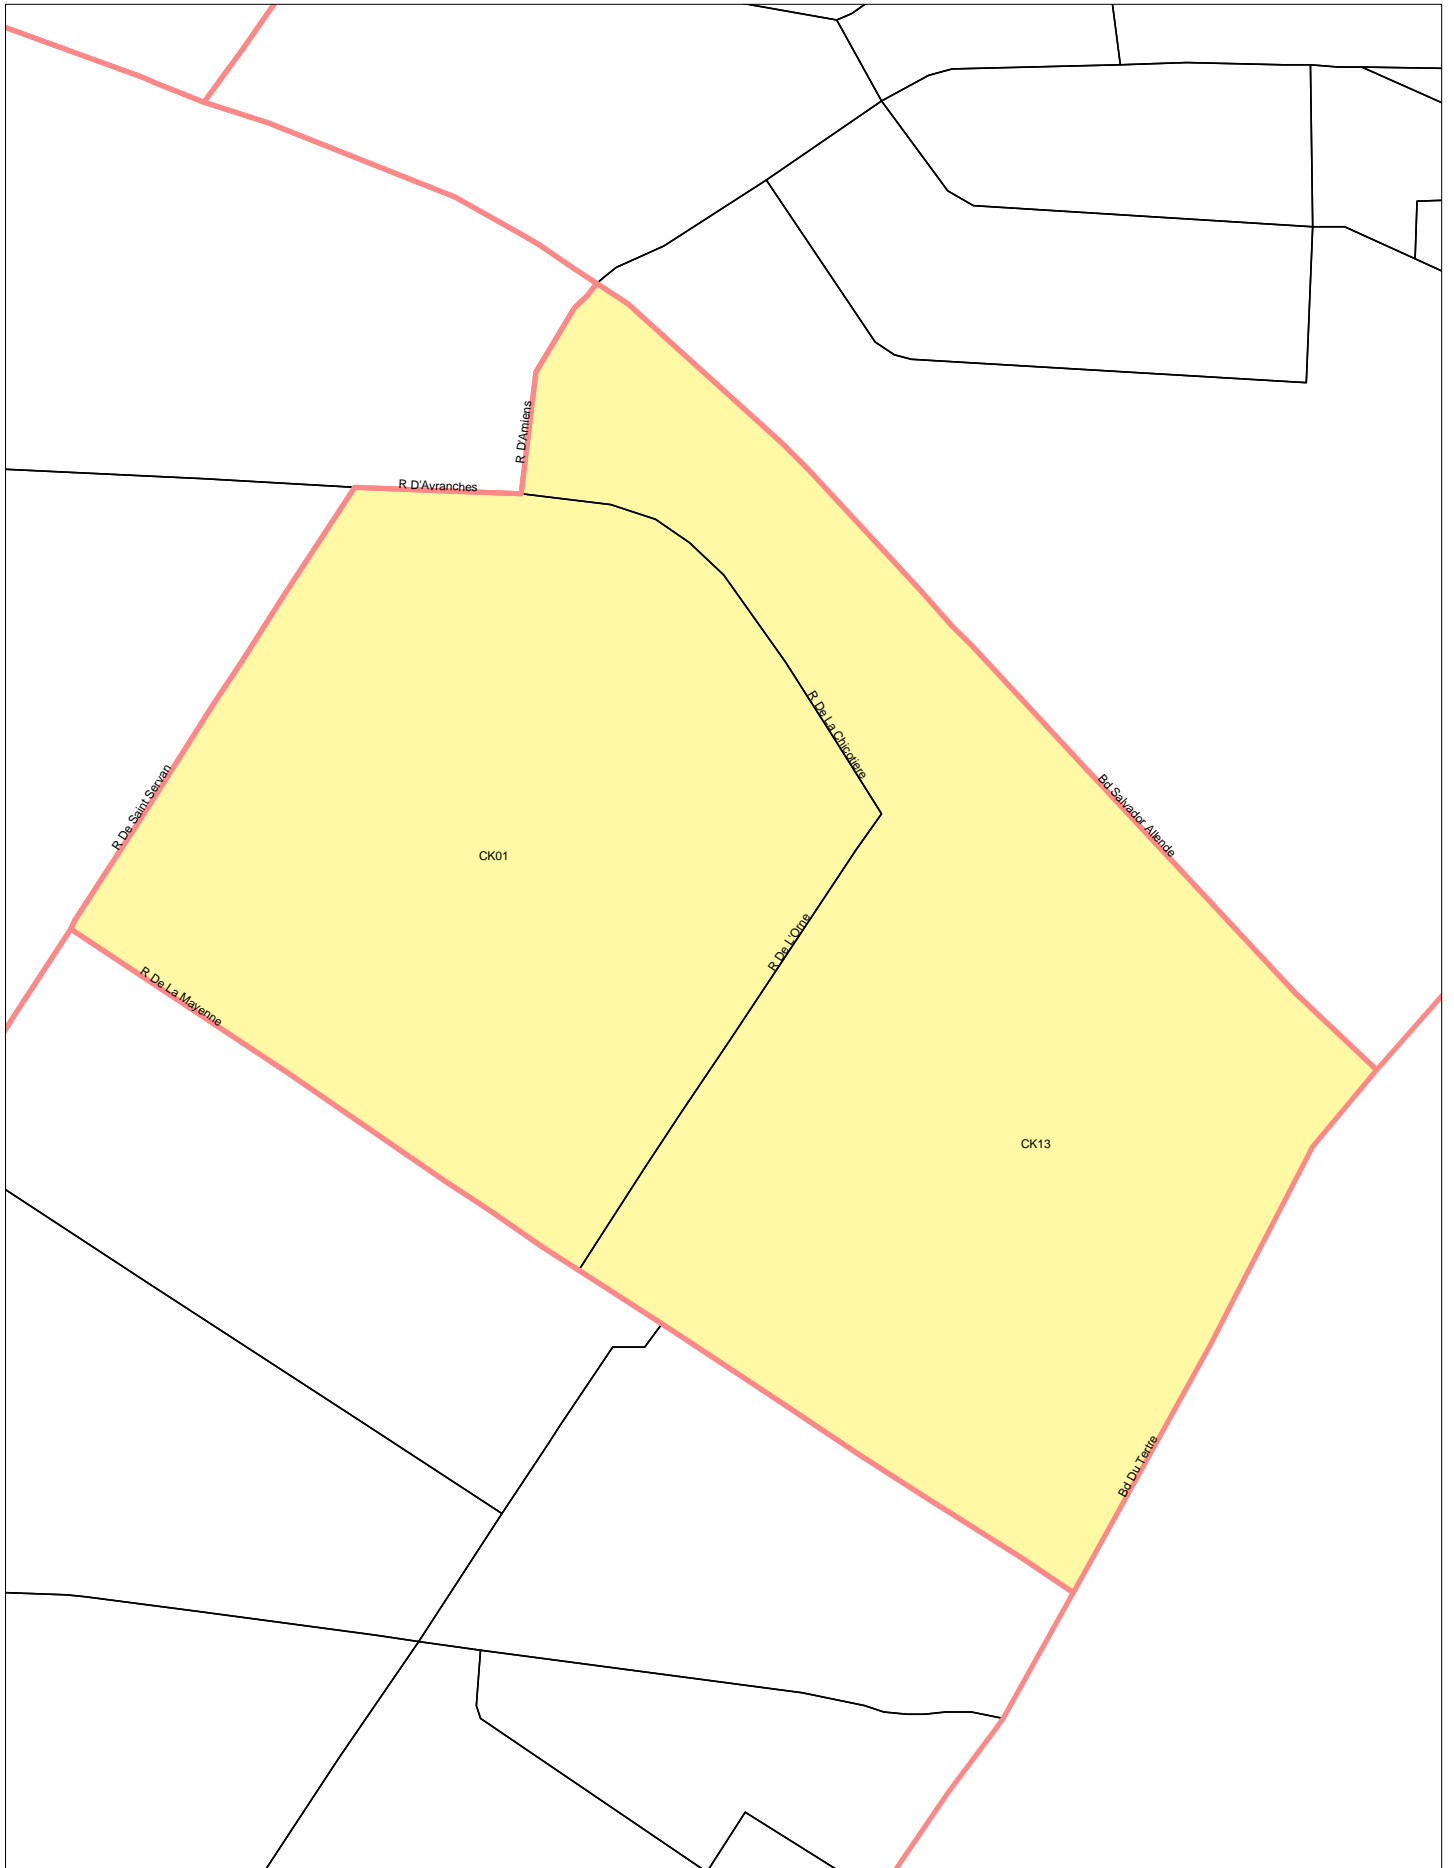 R D'Amiens
R D'Avranches
R De La Chicotiere
R De Saint Servan
Bd Salvador Allende
CK01
R De L'Orne
R De La Mayenne
CK13
Bd Du Tertre